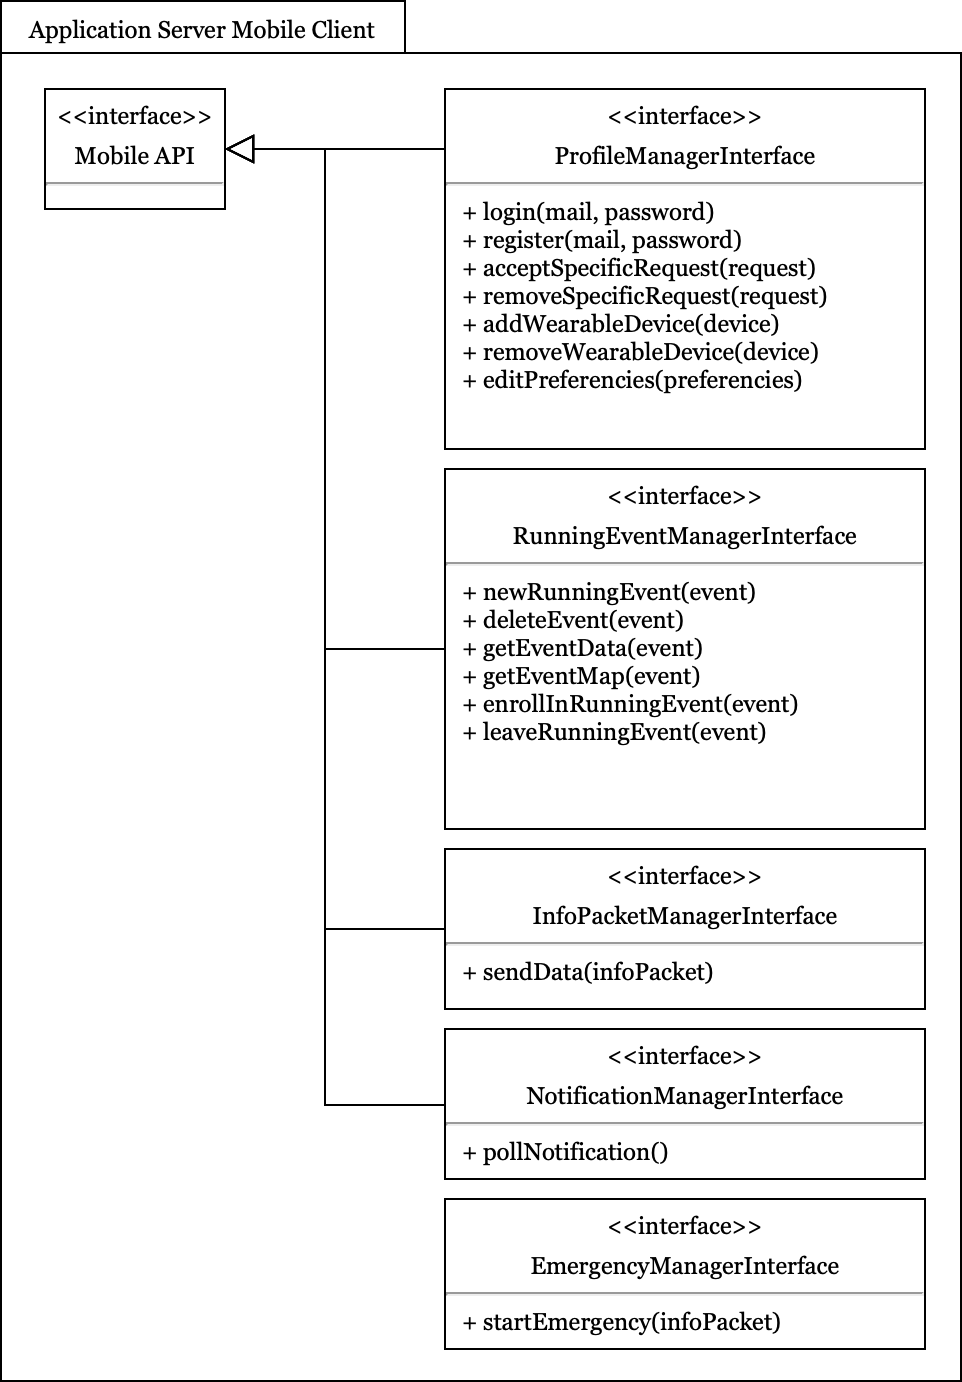 Application Server Mobile Client
<<interface>>
Mobile API
<<interface>>
ProfileManagerInterface
+ login(mail, password)
+ register(mail, password)
+ acceptSpecificRequest(request)
+ removeSpecificRequest(request)
+ addWearableDevice(device)
+ removeWearableDevice(device)
+ editPreferencies(preferencies)
<<interface>>
RunningEventManagerInterface
+ newRunningEvent(event)
+ deleteEvent(event)
+ getEventData(event)
+ getEventMap(event)
+ enrollInRunningEvent(event)
+ leaveRunningEvent(event)
<<interface>>
InfoPacketManagerInterface
+ sendData(infoPacket)
<<interface>>
NotificationManagerInterface
+ pollNotification()
<<interface>>
EmergencyManagerInterface
+ startEmergency(infoPacket)